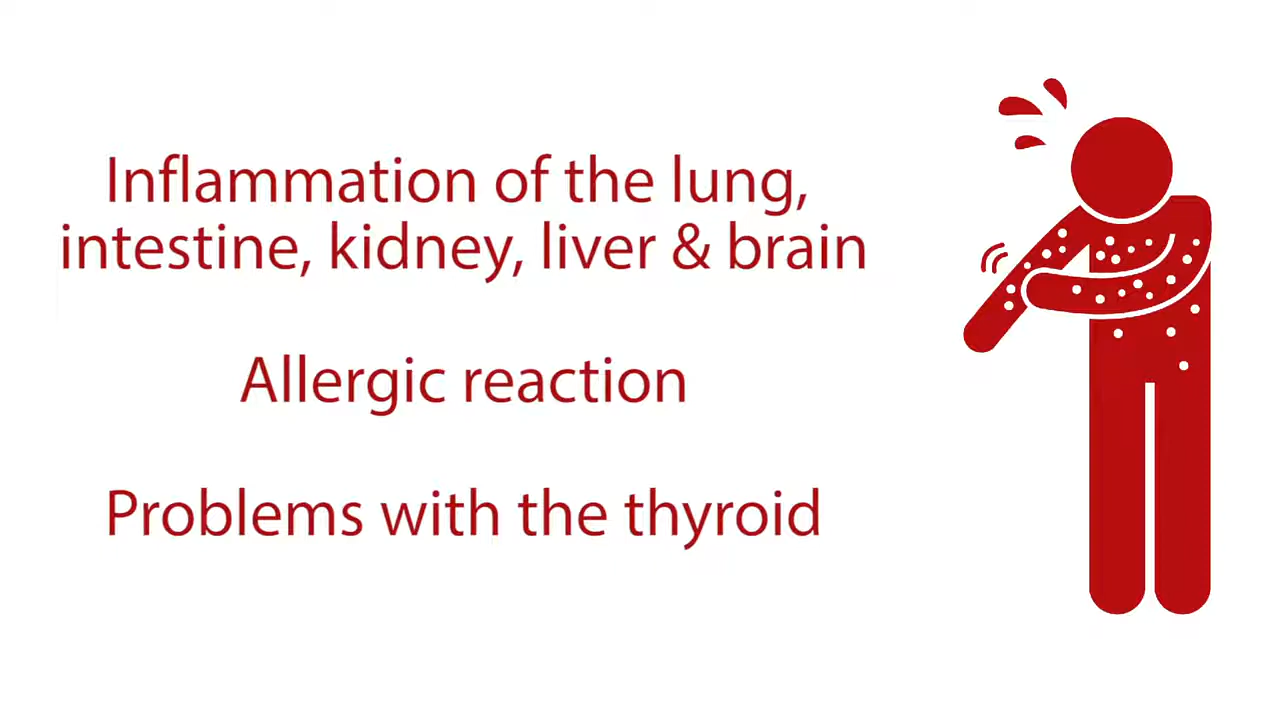 Inflammation of the lung,
intestine, kidney, liver & brain
Allergic reaction
Problems with the thyroid